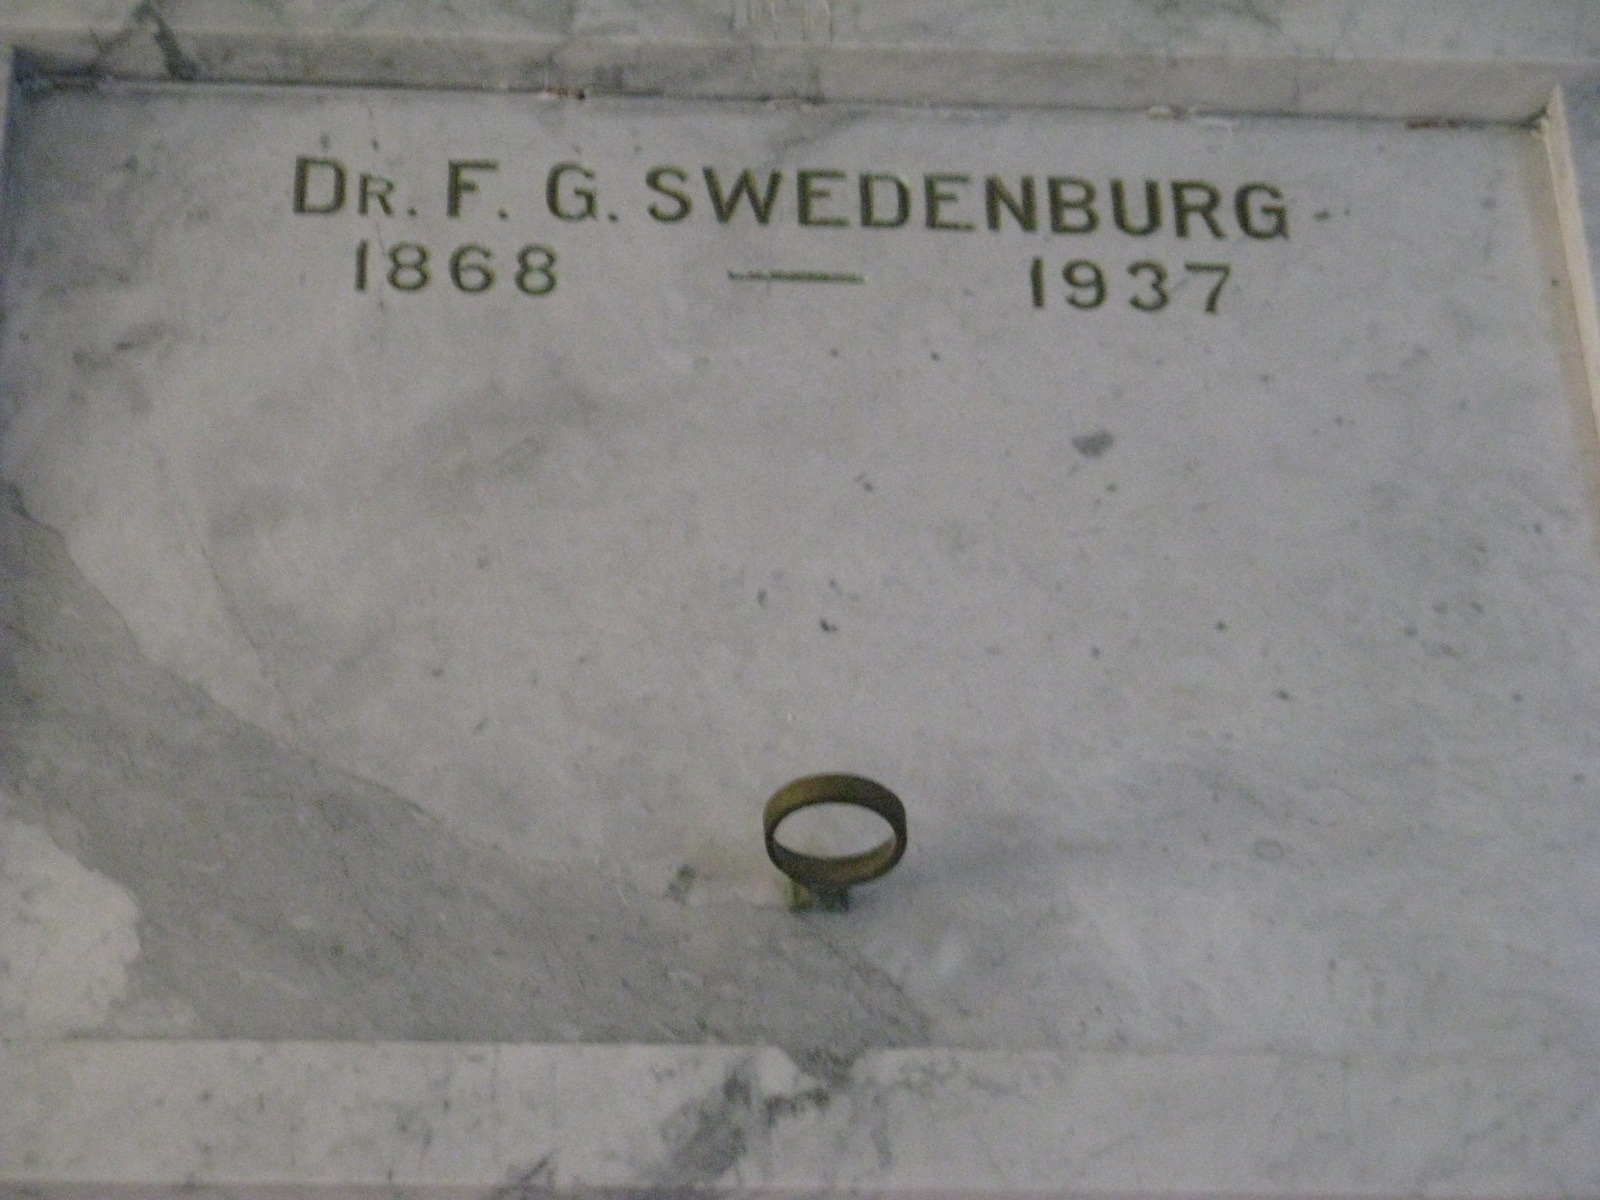 Dr. F. G. SWEDENBURG
1868 — 1937